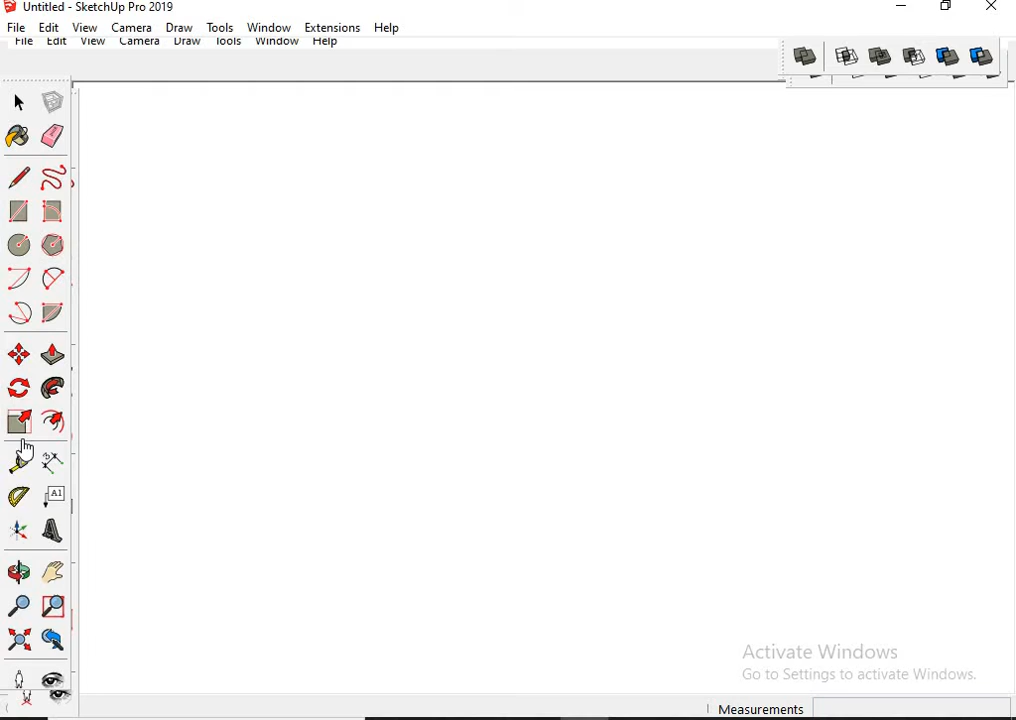 Untitled - SketchUp Pro 2019
File Edit View Camera Draw Tools Window Extensions Help
File Edit View Camera Draw Tools Window Help
A1
Activate Windows
Go to Settings to activate Windows.
Measurements